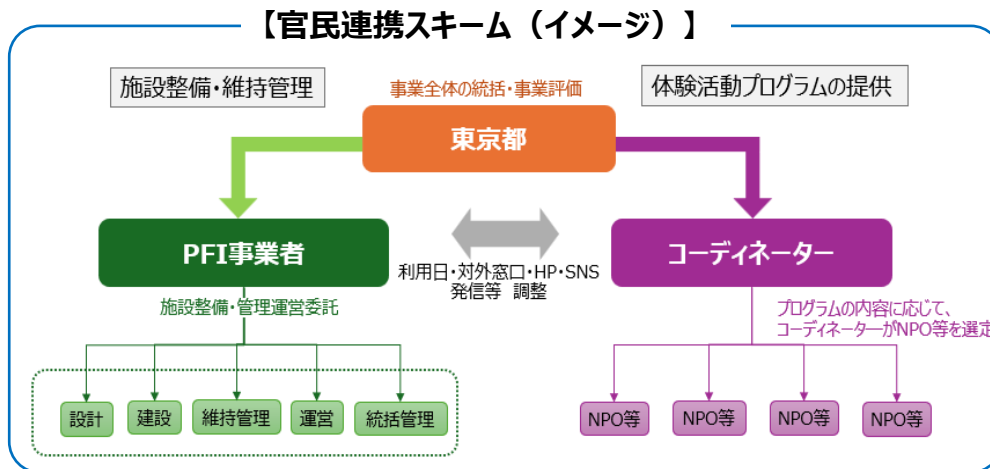 【官民連携スキーム（イメージ）】
施設整備・維持管理
事業全体の統括・事業評価
体験活動プログラムの提供
東京都
PFI事業者
コーディネーター
利用日・対外窓口・HP・SNS
発信等 調整
施設整備・管理運営委託
プログラムの内容に応じて、
コーディネーターがNPO等を選定
設計
建設
維持管理
運営
統括管理
NPO等
NPO等
NPO等
NPO等